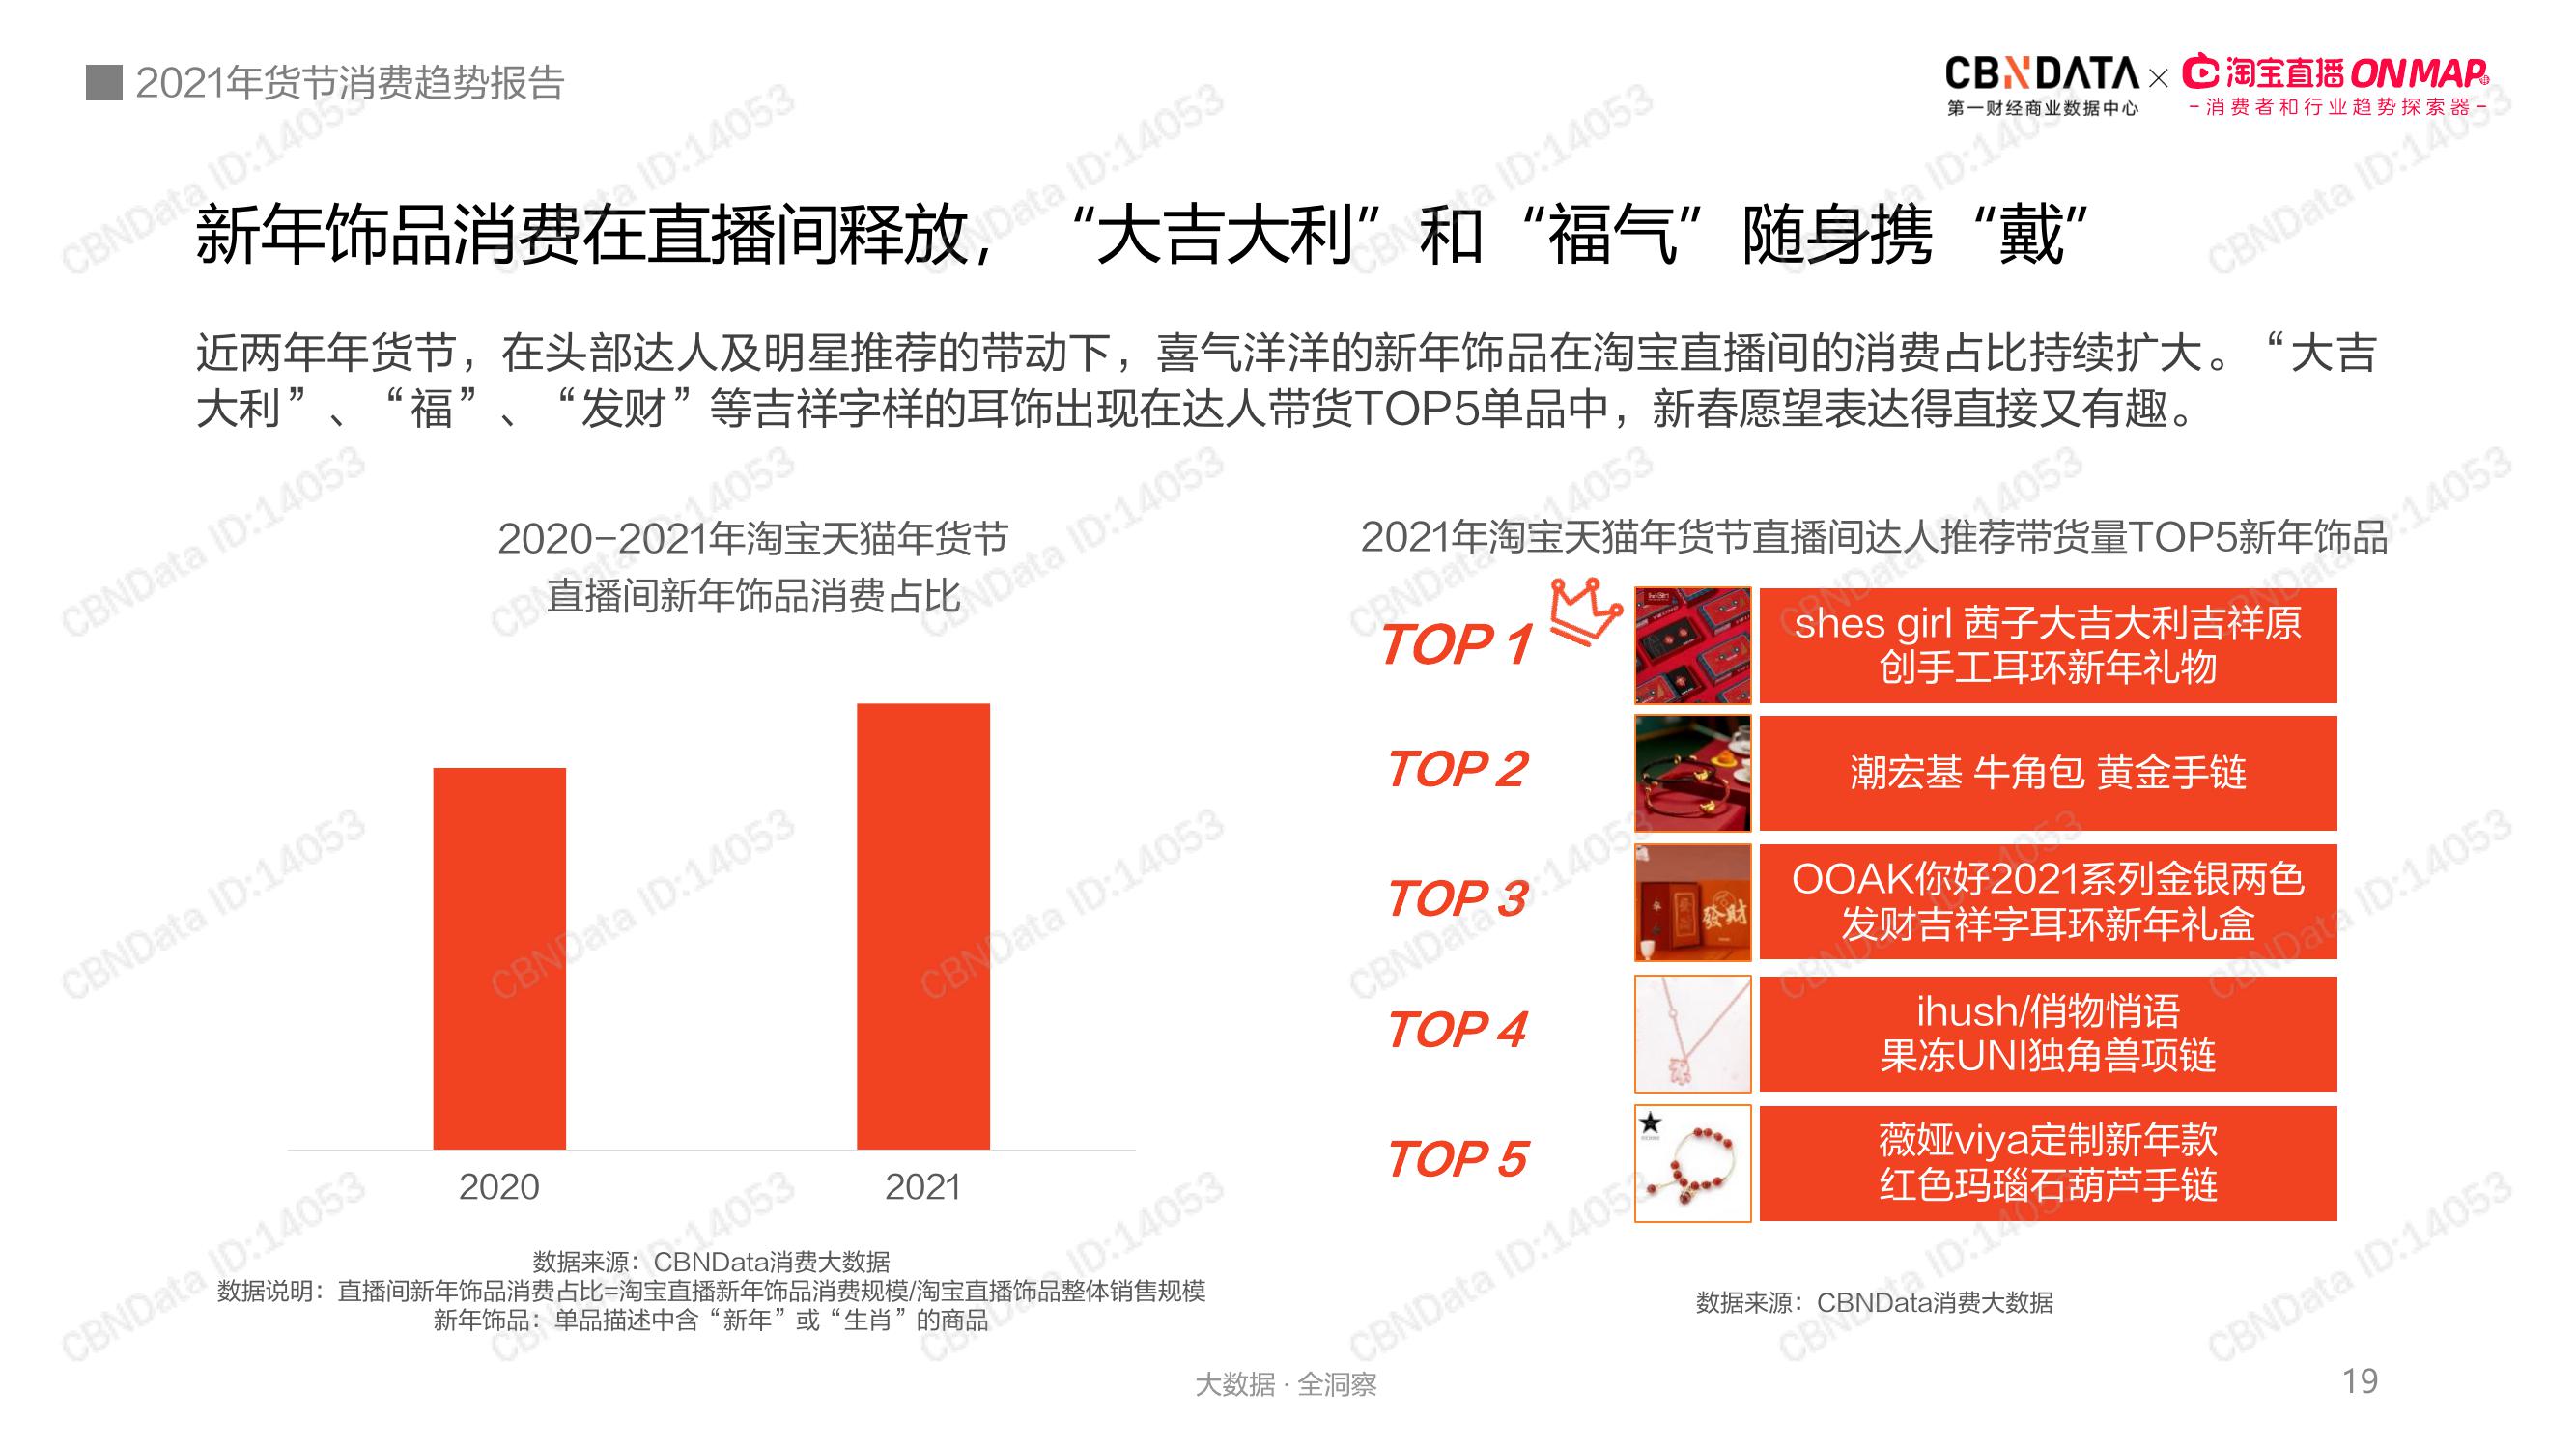 2021年货节消费趋势报告
CBNDATA × 淘宝直播 ON MAP
第一财经商业数据中心
-消费者和行业趋势探索器-
新年饰品消费在直播间释放，“大吉大利”和“福气”随身携“戴”
近两年年货节，在头部达人及明星推荐的带动下，喜气洋洋的新年饰品在淘宝直播间的消费占比持续扩大。“大吉
大利”、“福”、“发财”等吉祥字样的耳饰出现在达人带货TOP5单品中，新春愿望表达得直接又有趣。
2020-2021年淘宝天猫年货节
直播间新年饰品消费占比
2020
2021
数据来源：CBNData消费大数据
数据说明：直播间新年饰品消费占比=淘宝直播新年饰品消费规模/淘宝直播饰品整体销售规模
新年饰品：单品描述中含“新年”或“生肖”的商品
2021年淘宝天猫年货节直播间达人推荐带货量TOP5新年饰品
TOP 1
shes girl 茜子大吉大利吉祥原
创手工耳环新年礼物
TOP 2
潮宏基 牛角包 黄金手链
TOP 3
發財
OOAK你好2021系列金银两色
发财吉祥字耳环新年礼盒
TOP 4
ihush/俏物悄语
果冻UNI独角兽项链
TOP 5
薇娅viya定制新年款
红色玛瑙石葫芦手链
数据来源：CBNData消费大数据
大数据 · 全洞察
19
CBNData ID:14053